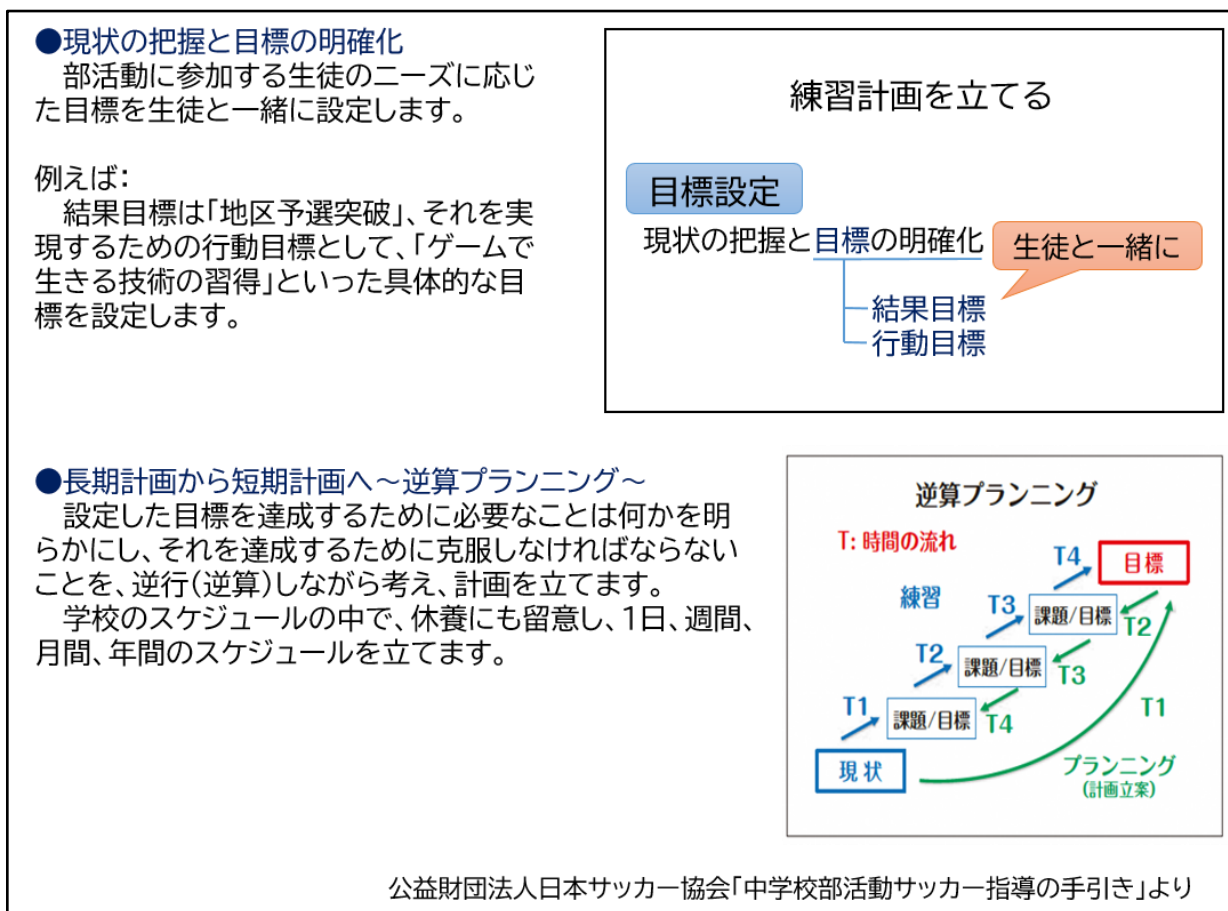 ●現状の把握と目標の明確化
部活動に参加する生徒のニーズに応じ
た目標を生徒と一緒に設定します。
例えば：
結果目標は「地区予選突破」、それを実
現するための行動目標として、「ゲームで
生きる技術の習得」といった具体的な目
標を設定します。
練習計画を立てる
目標設定
現状の把握と目標の明確化
生徒と一緒に
結果目標
行動目標
●長期計画から短期計画へ～逆算プランニング～
設定した目標を達成するために必要なことは何かを明
らかにし、それを達成するために克服しなければならない
ことを、逆行(逆算)しながら考え、計画を立てます。
学校のスケジュールの中で、休養にも留意し、1日、週間、
月間、年間のスケジュールを立てます。
逆算プランニング
T: 時間の流れ
T4
目標
練習
T3
課題/目標
T2
T2
課題/目標
T3
T1
課題/目標
T4
T1
現状
プランニング
(計画立案)
公益財団法人日本サッカー協会「中学校部活動サッカー指導の手引き」より